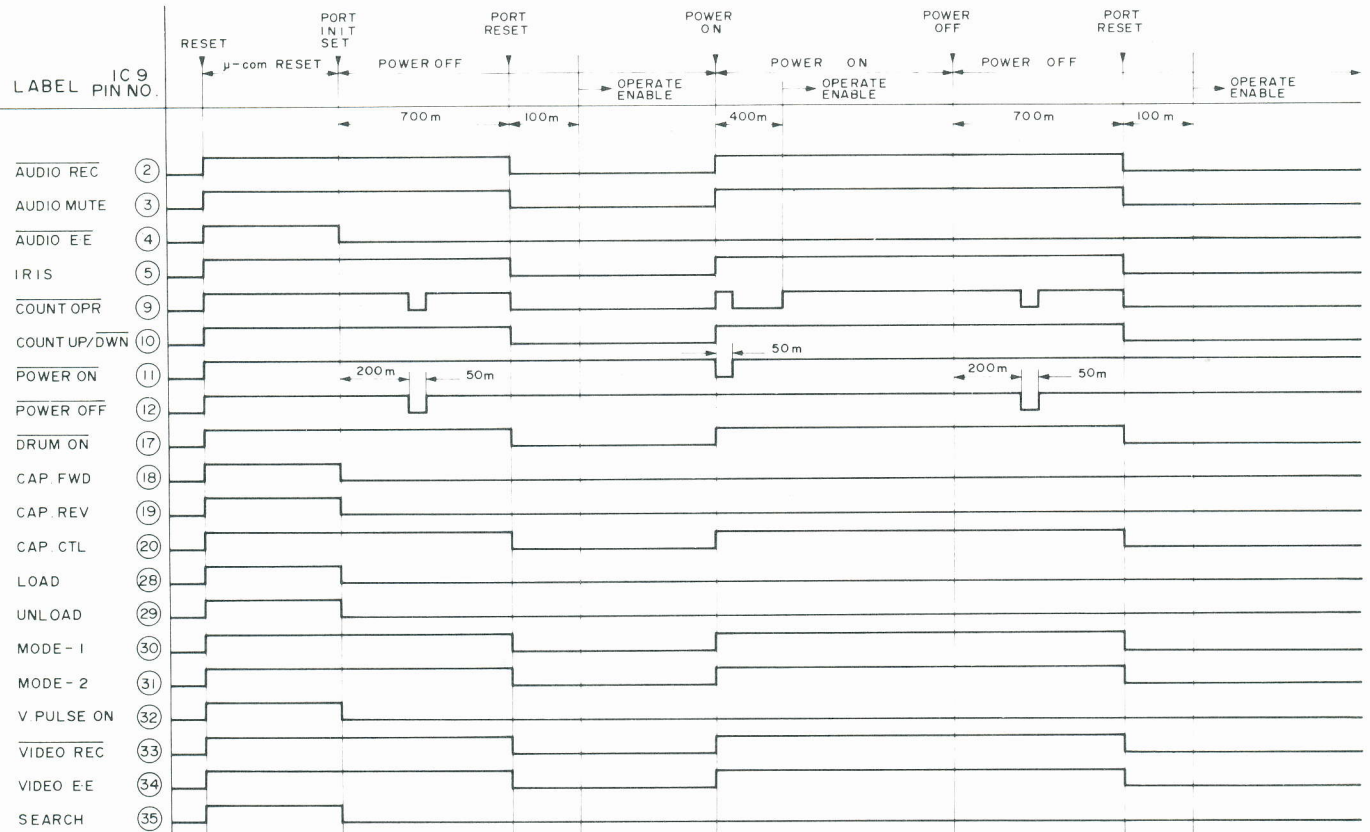 RESET
PORT INIT SET
PORT RESET
POWER ON
POWER OFF
PORT RESET
LABEL
IC9 PIN NO.
μ-com RESET
POWER OFF
OPERATE ENABLE
POWER ON
OPERATE ENABLE
POWER OFF
OPERATE ENABLE
700m
100m
400m
700m
100m
AUDIO REC 2
AUDIO MUTE 3
AUDIO E·E 4
IRIS 5
COUNT OPR 9
COUNT UP/DWN 10
50m
POWER ON 11
200m
50m
200m
50m
POWER OFF 12
DRUM ON 17
CAP. FWD 18
CAP. REV 19
CAP. CTL 20
LOAD 28
UNLOAD 29
MODE-1 30
MODE-2 31
V. PULSE ON 32
VIDEO REC 33
VIDEO E·E 34
SEARCH 35